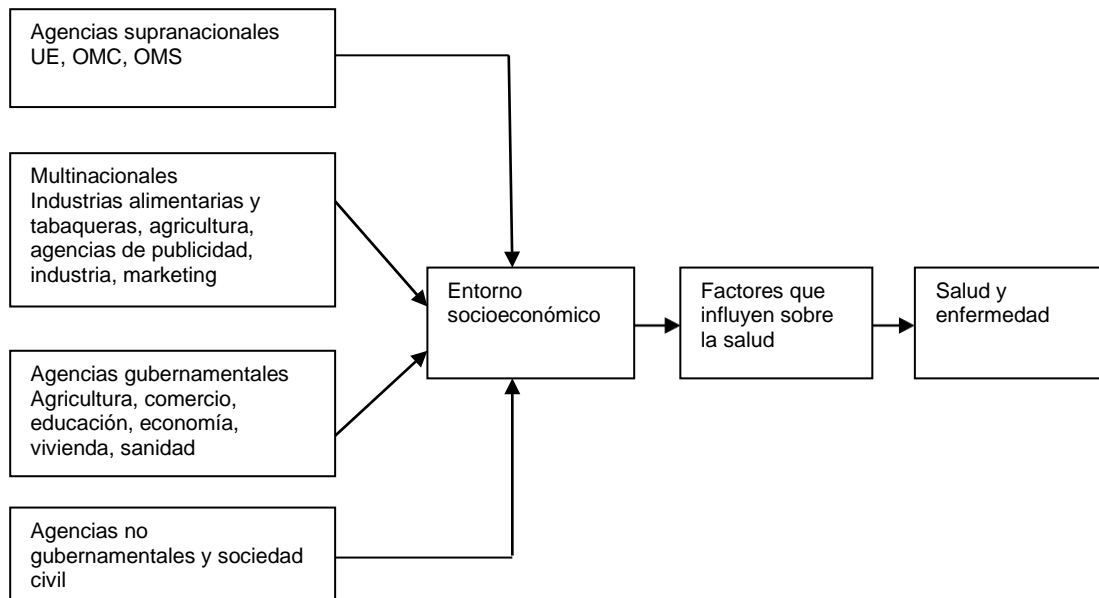 Agencias supranacionales
UE, OMC, OMS
Multinacionales
Industrias alimentarias y
tabaqueras, agricultura,
agencias de publicidad,
industria, marketing
Agencias gubernamentales
Agricultura, comercio,
educación, economía,
vivienda, sanidad
Agencias no
gubernamentales y sociedad
civil
Entorno
socioeconómico
Factores que
influyen sobre
la salud
Salud y
enfermedad